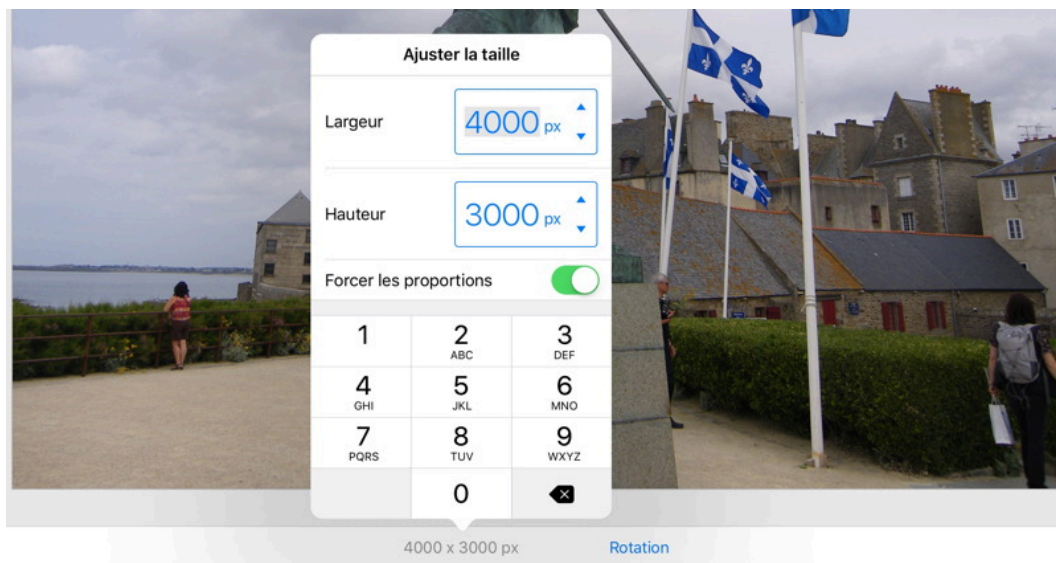 Ajuster la taille
Largeur
4000 px
Hauteur
3000 px
Forcer les proportions
1 2 3
ABC DEF
4 5 6
GHI JKL MNO
7 8 9
PQRS TUV WXYZ
0
4000 x 3000 px Rotation